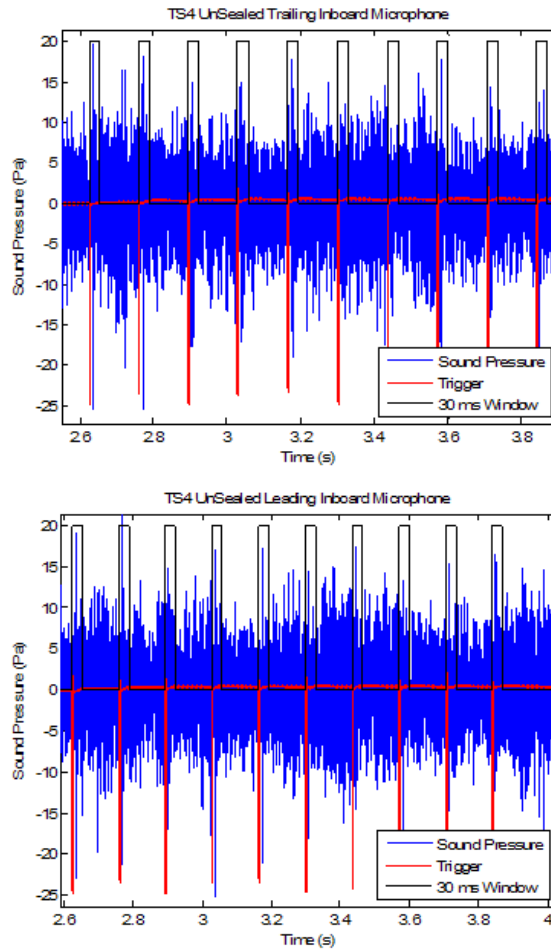 TS4 UnSealed Trailing Inboard Microphone
20
15
10
5
0
-5
-10
-15
-20
-25
Sound Pressure (Pa)
Sound Pressure
Trigger
30 ms Window
2.6 2.8 3 3.2 3.4 3.6 3.8
Time (s)
TS4 UnSealed Leading Inboard Microphone
20
15
10
5
0
-5
-10
-15
-20
-25
Sound Pressure (Pa)
Sound Pressure
Trigger
30 ms Window
2.6 2.8 3 3.2 3.4 3.6 3.8 4
Time (s)